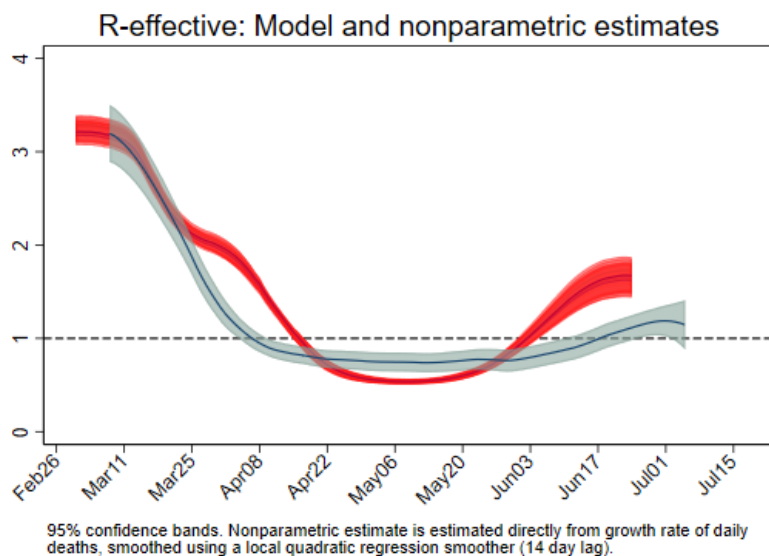 R-effective: Model and nonparametric estimates
4
3
2
1
0
Feb26
Mar11
Mar25
Apr08
Apr22
May06
May20
Jun03
Jun17
Jul01
Jul15
95% confidence bands. Nonparametric estimate is estimated directly from growth rate of daily
deaths, smoothed using a local quadratic regression smoother (14 day lag).